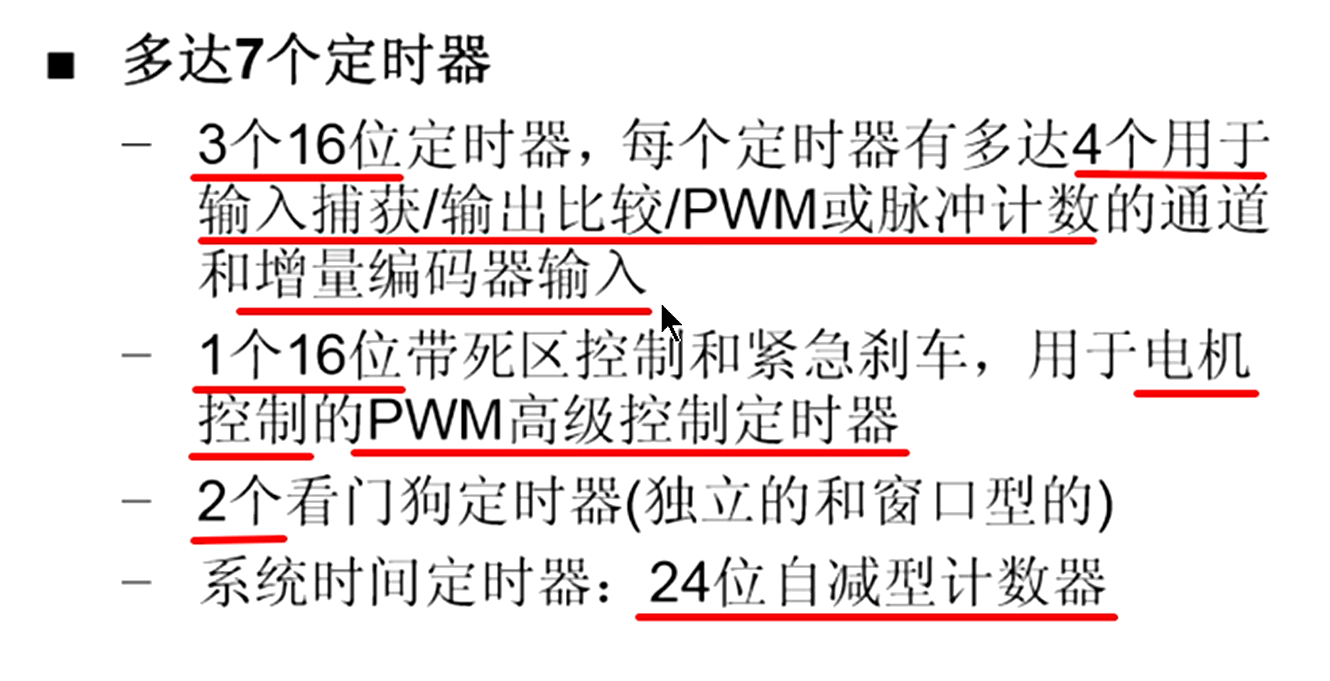 ■ 多达7个定时器
— 3个16位定时器，每个定时器有多达4个用于
输入捕获/输出比较/PWM或脉冲计数的通道
和增量编码器输入
— 1个16位带死区控制和紧急刹车，用于电机
控制的PWM高级控制定时器
— 2个看门狗定时器(独立的和窗口型的)
— 系统时间定时器：24位自减型计数器